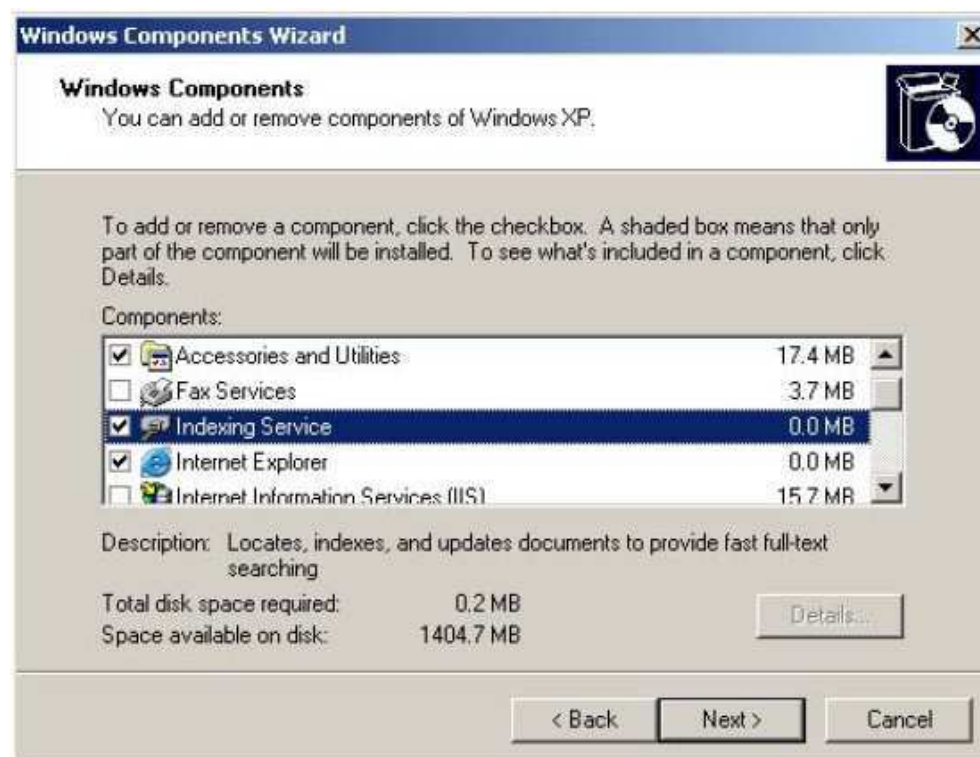 Windows Components Wizard
Windows Components
You can add or remove components of Windows XP.
To add or remove a component, click the checkbox. A shaded box means that only
part of the component will be installed. To see what's included in a component, click
Details.
Components:
Accessories and Utilities 17.4 MB
Fax Services 3.7 MB
Indexing Service 0.0 MB
Internet Explorer 0.0 MB
Internet Information Services (IIS) 15.7 MB
Description: Locates, indexes, and updates documents to provide fast full-text
searching
Total disk space required: 0.2 MB
Space available on disk: 1404.7 MB
Details...
< Back Next > Cancel